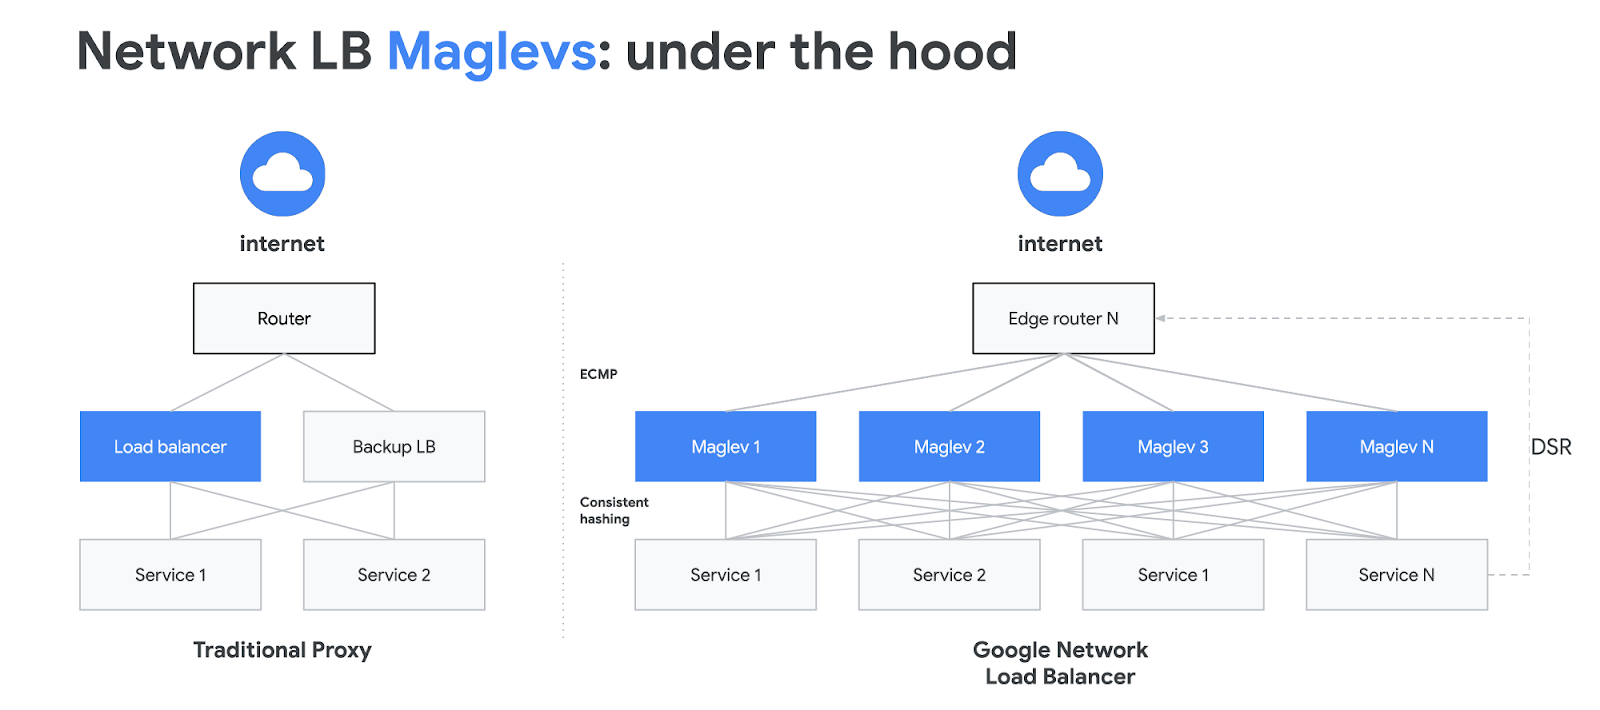 Network LB Maglevs: under the hood
internet
Router
Load balancer
Backup LB
Service 1
Service 2
Traditional Proxy
internet
Edge router N
ECMP
Maglev 1
Maglev 2
Maglev 3
Maglev N
DSR
Consistent
hashing
Service 1
Service 2
Service 1
Service N
Google Network
Load Balancer